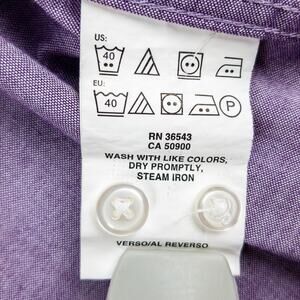 US:
40
EU:
40
P
RN 36543
CA 50900
WASH WITH LIKE COLORS,
DRY PROMPTLY,
STEAM IRON
VERSO/AL REVERSO